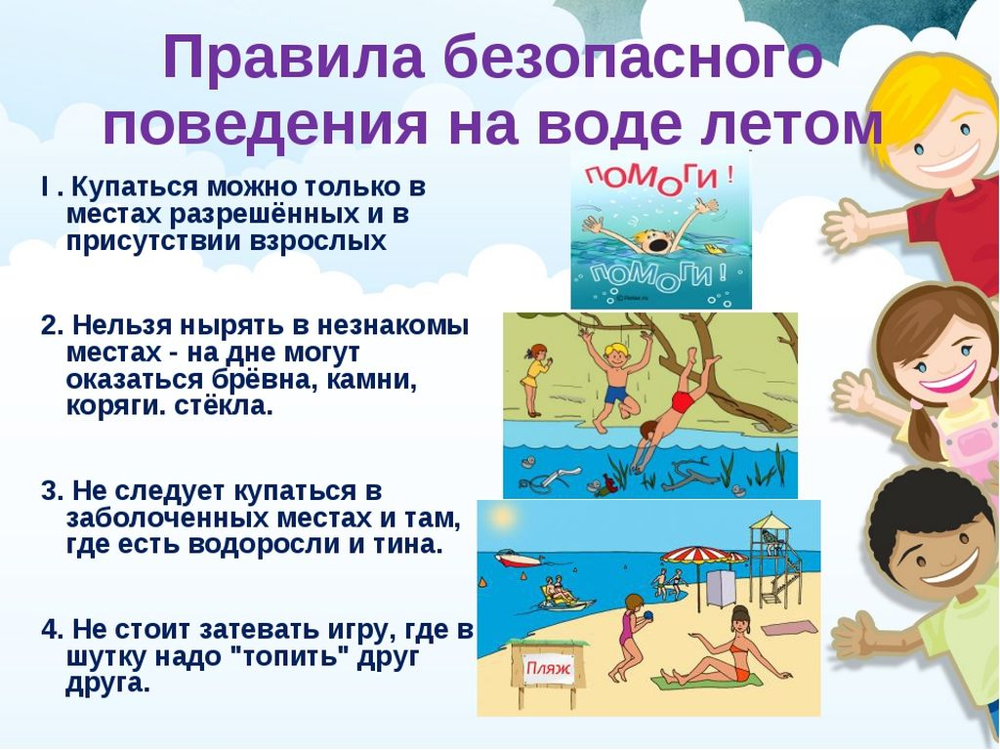 Правила безопасного
поведения на воде летом
I . Купаться можно только в
местах разрешённых и в
присутствии взрослых
2. Нельзя нырять в незнакомы
местах - на дне могут
оказаться брёвна, камни,
коряги. стёкла.
3. Не следует купаться в
заболоченных местах и там,
где есть водоросли и тина.
4. Не стоит затевать игру, где в
шутку надо "топить" друг
друга.
ПОМОГИ !
ПОМОГИ !
© Relax.ru
Пляж